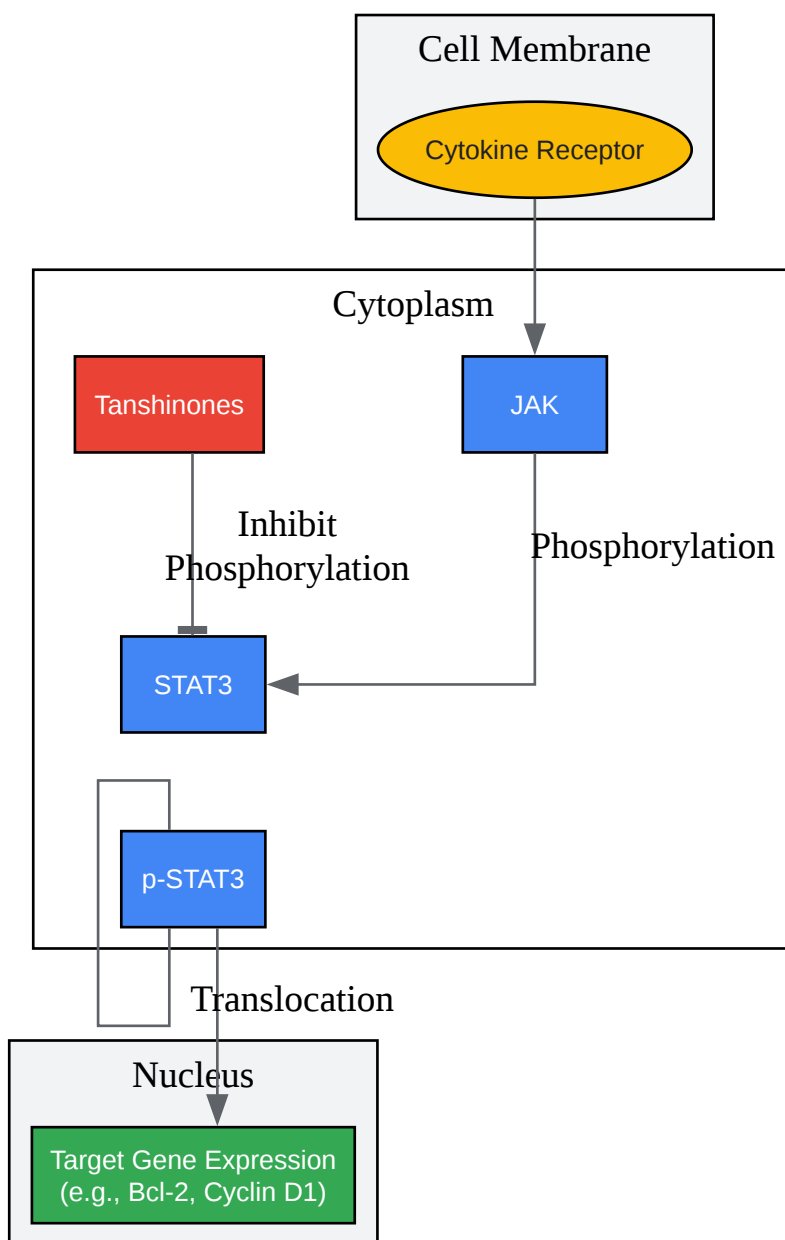 Cell Membrane
Cytokine Receptor
Cytoplasm
Tanshinones
JAK
Inhibit
Phosphorylation
Phosphorylation
STAT3
p-STAT3
Translocation
Nucleus
Target Gene Expression
(e.g., Bcl-2, Cyclin D1)